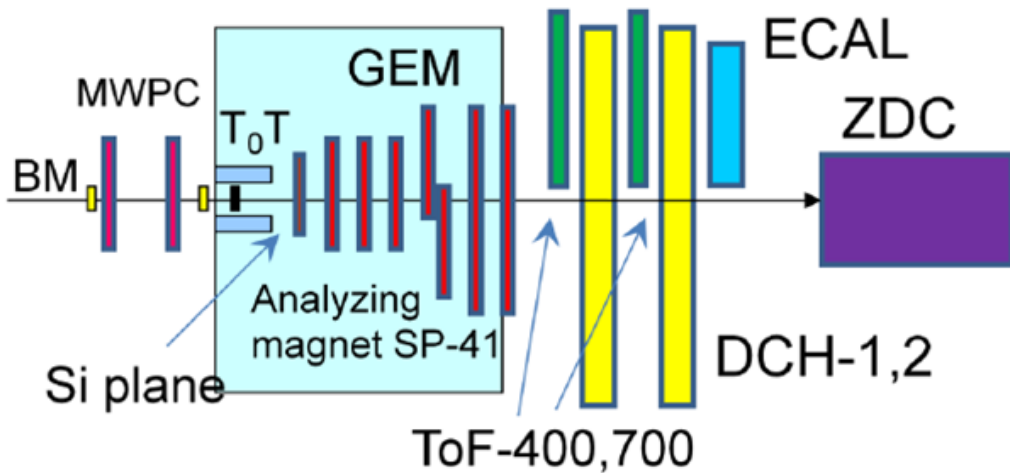 ECAL
GEM
MWPC
ZDC
T₀T
BM
Analyzing
magnet SP-41
DCH-1,2
Si plane
ToF-400,700